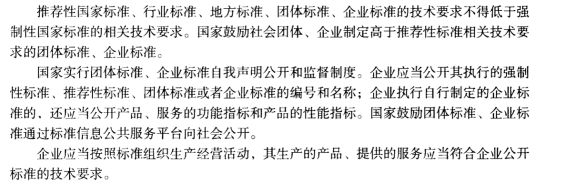 推荐性国家标准、行业标准、地方标准、团体标准、企业标准的技术要求不得低于强
制性国家标准的相关技术要求。国家鼓励社会团体、企业制定高于推荐性标准相关技术要
求的团体标准、企业标准。
国家实行团体标准、企业标准自我声明公开和监督制度。企业应当公开其执行的强制
性标准、推荐性标准、团体标准或者企业标准的编号和名称；企业执行自行制定的企业标
准的，还应当公开产品、服务的功能指标和产品的性能指标。国家鼓励团体标准、企业标
准通过标准信息公共服务平台向社会公开。
企业应当按照标准组织生产经营活动，其生产的产品、提供的服务应当符合企业公开
标准的技术要求。